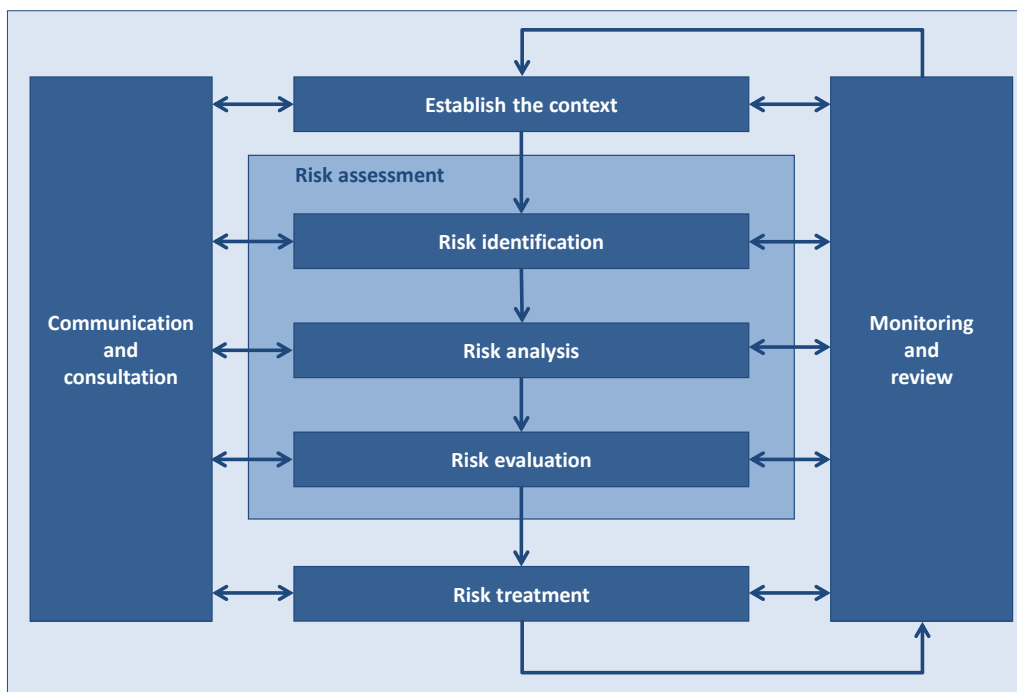 Establish the context
Risk assessment
Risk identification
Communication
and
consultation
Risk analysis
Monitoring
and
review
Risk evaluation
Risk treatment